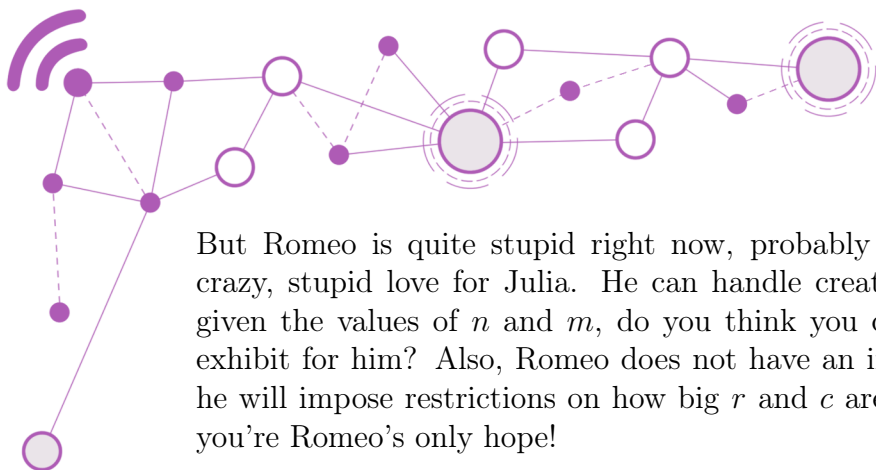 But Romeo is quite stupid right now, probably
crazy, stupid love for Julia. He can handle
given the values of n and m, do you think you
exhibit for him? Also, Romeo does not have an
he will impose restrictions on how big r and c are
you're Romeo's only hope!